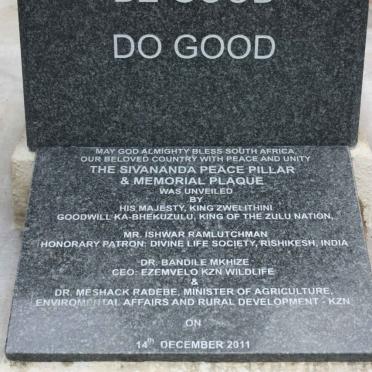 BE GOOD
DO GOOD
MAY GOD ALMIGHTY BLESS SOUTH AFRICA,
OUR BELOVED COUNTRY WITH PEACE AND UNITY
THE SIVANANDA PEACE PILLAR
& MEMORIAL PLAQUE
WAS UNVEILED
BY
HIS MAJESTY, KING ZWELITHINI
GOODWILL KA-BHEKUZULU, KING OF THE ZULU NATION,
MR. ISHWAR RAMLUTCHMAN
HONORARY PATRON: DIVINE LIFE SOCIETY, RISHIKESH, INDIA
DR. BANDILE MKHIZE
CEO: EZEMVELO KZN WILDLIFE
&
DR. MESHACK RADEBE, MINISTER OF AGRICULTURE,
ENVIROMENTAL AFFAIRS AND RURAL DEVELOPMENT - KZN
ON
14th DECEMBER 2011